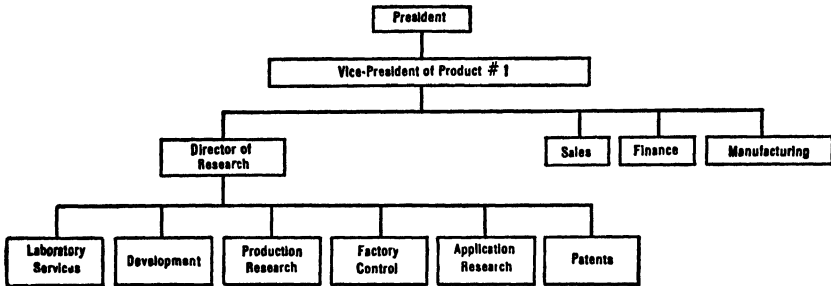 President
Vice-President of Product # 1
Director of
Research
Sales
Finance
Manufacturing
Laboratory
Services
Development
Production
Research
Factory
Control
Application
Research
Patents